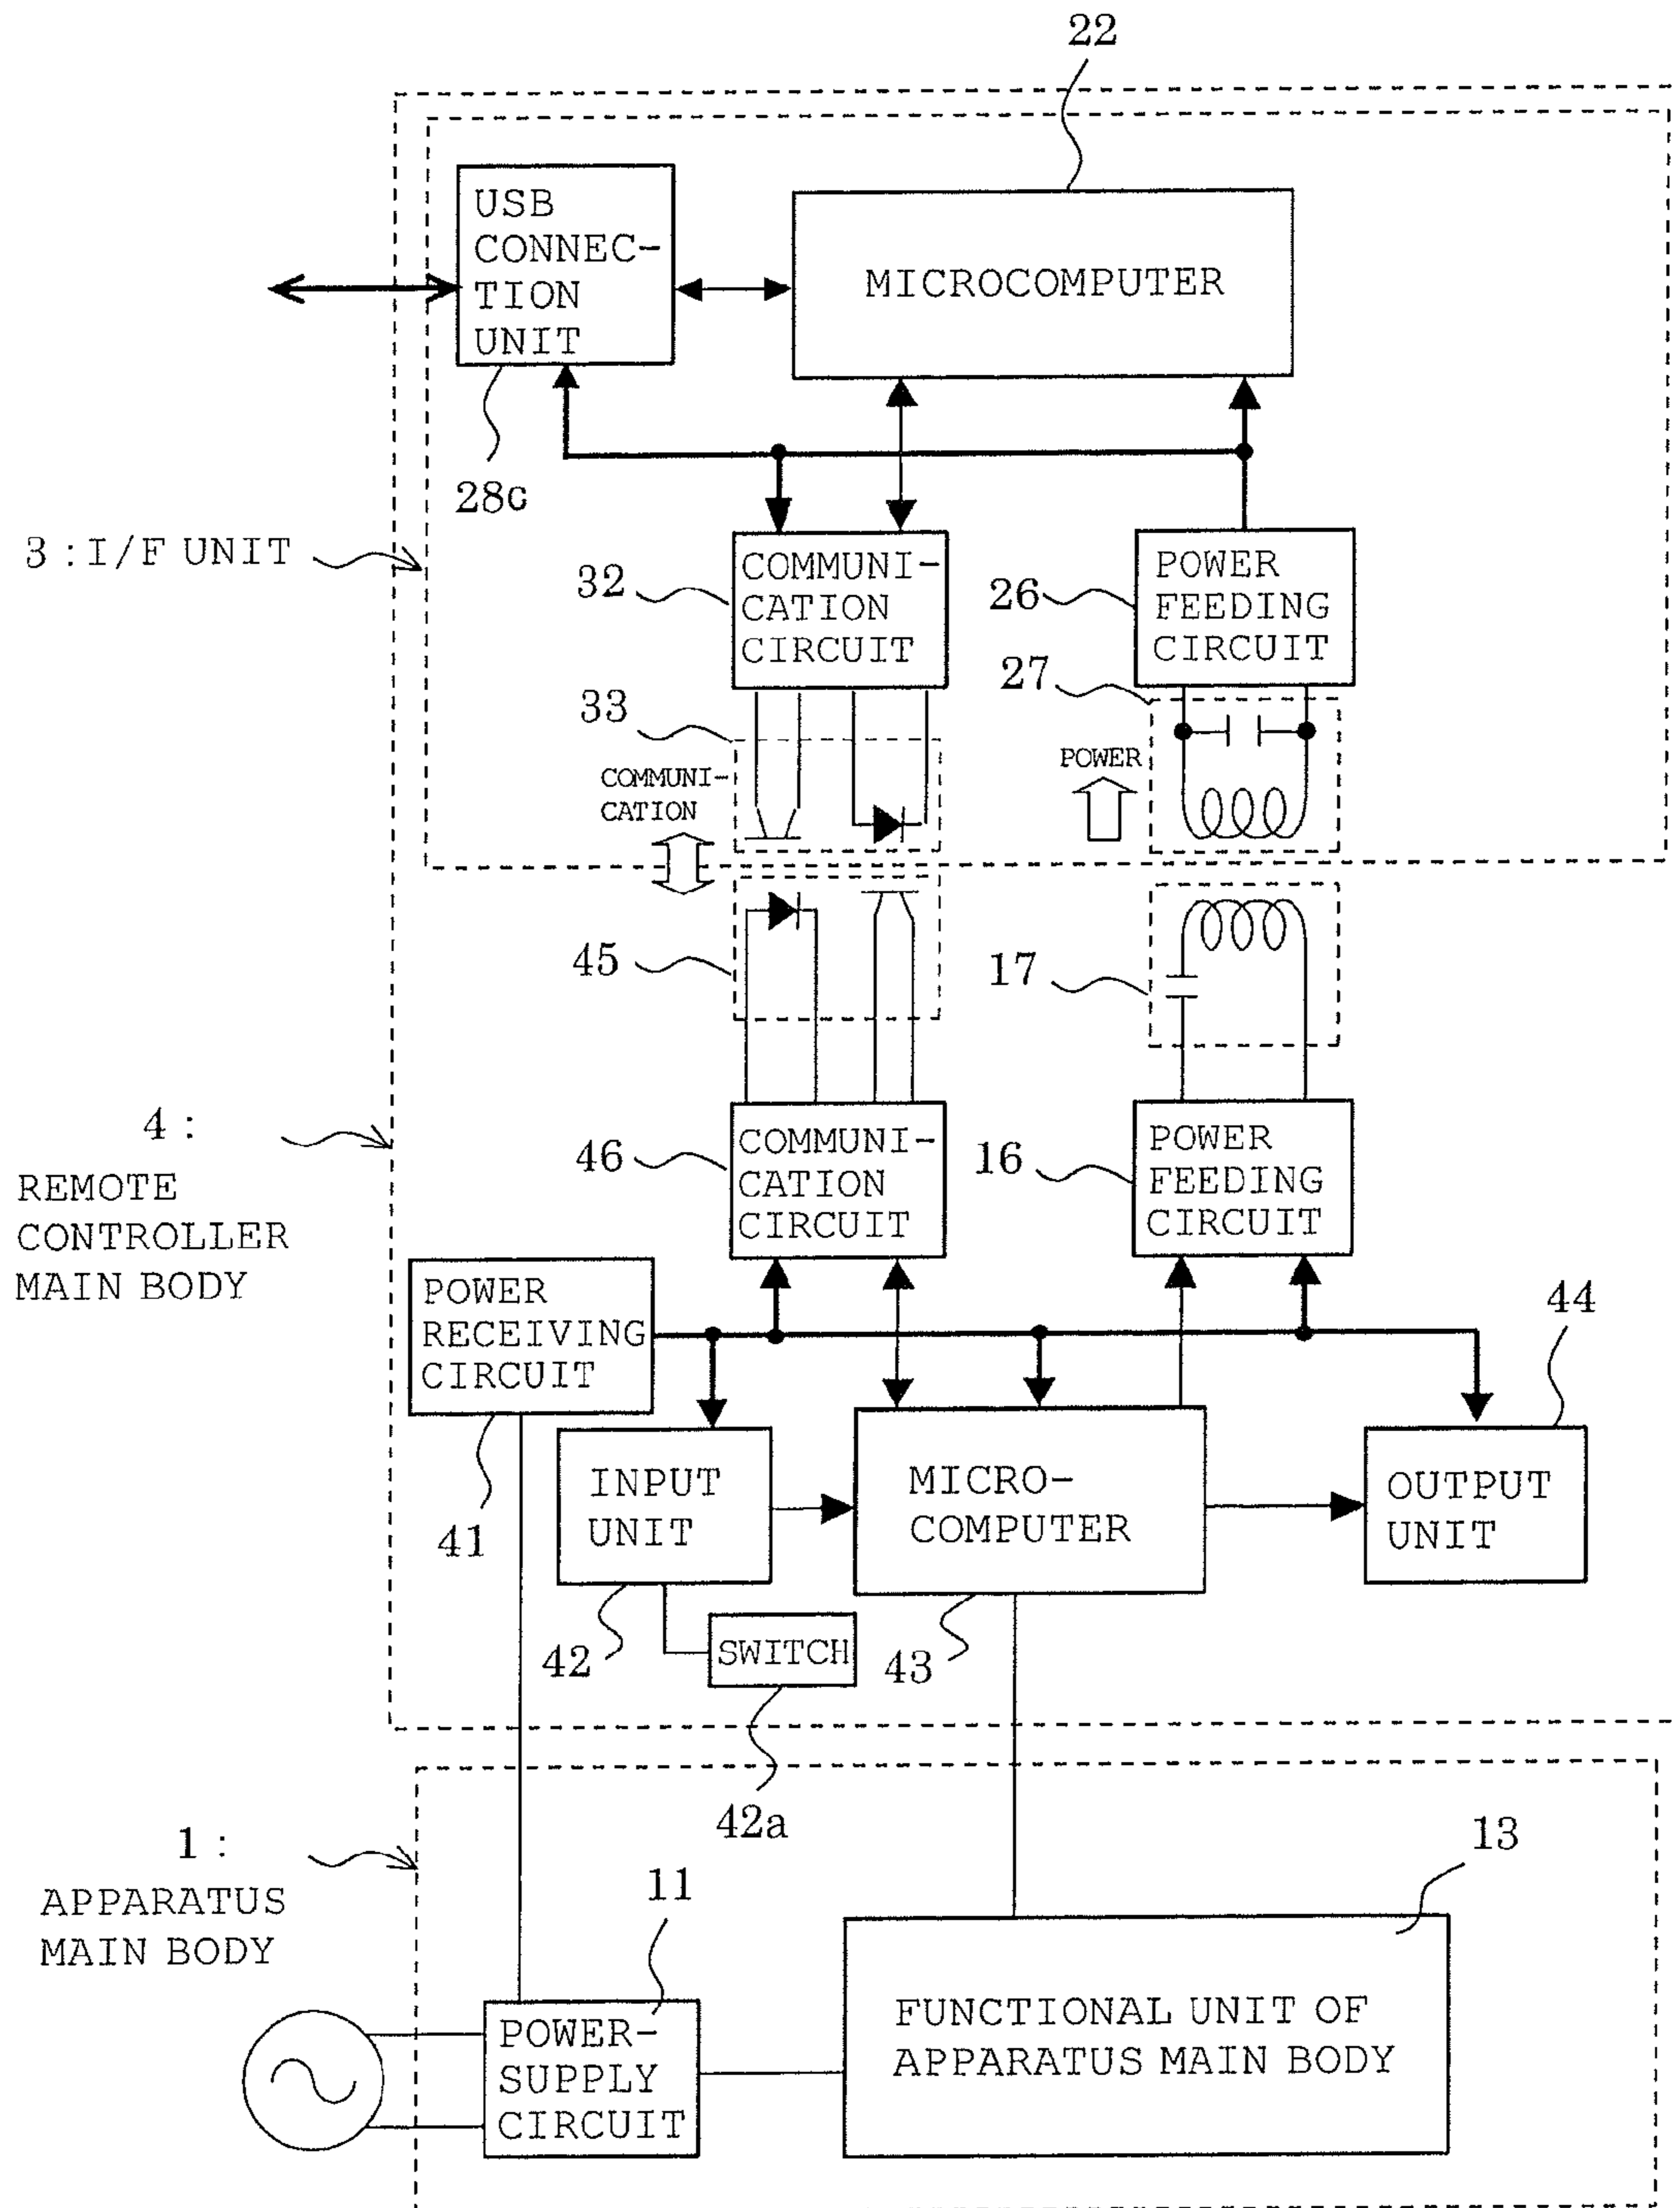 22
USB
CONNEC-
TION
UNIT
MICROCOMPUTER
28G
3 : I/F UNIT
32
COMMUNI-
CATION
CIRCUIT
26
POWER
FEEDING
CIRCUIT
27
33
COMMUNI-
CATION
POWER
45
17
4 :
REMOTE
CONTROLLER
MAIN BODY
46
COMMUNI-
CATION
CIRCUIT
16
POWER
FEEDING
CIRCUIT
POWER
RECEIVING
CIRCUIT
44
41
INPUT
UNIT
MICRO-
COMPUTER
OUTPUT
UNIT
42
SWITCH
43
42a
1 :
APPARATUS
MAIN BODY
11
13
POWER-
SUPPLY
CIRCUIT
FUNCTIONAL UNIT OF
APPARATUS MAIN BODY